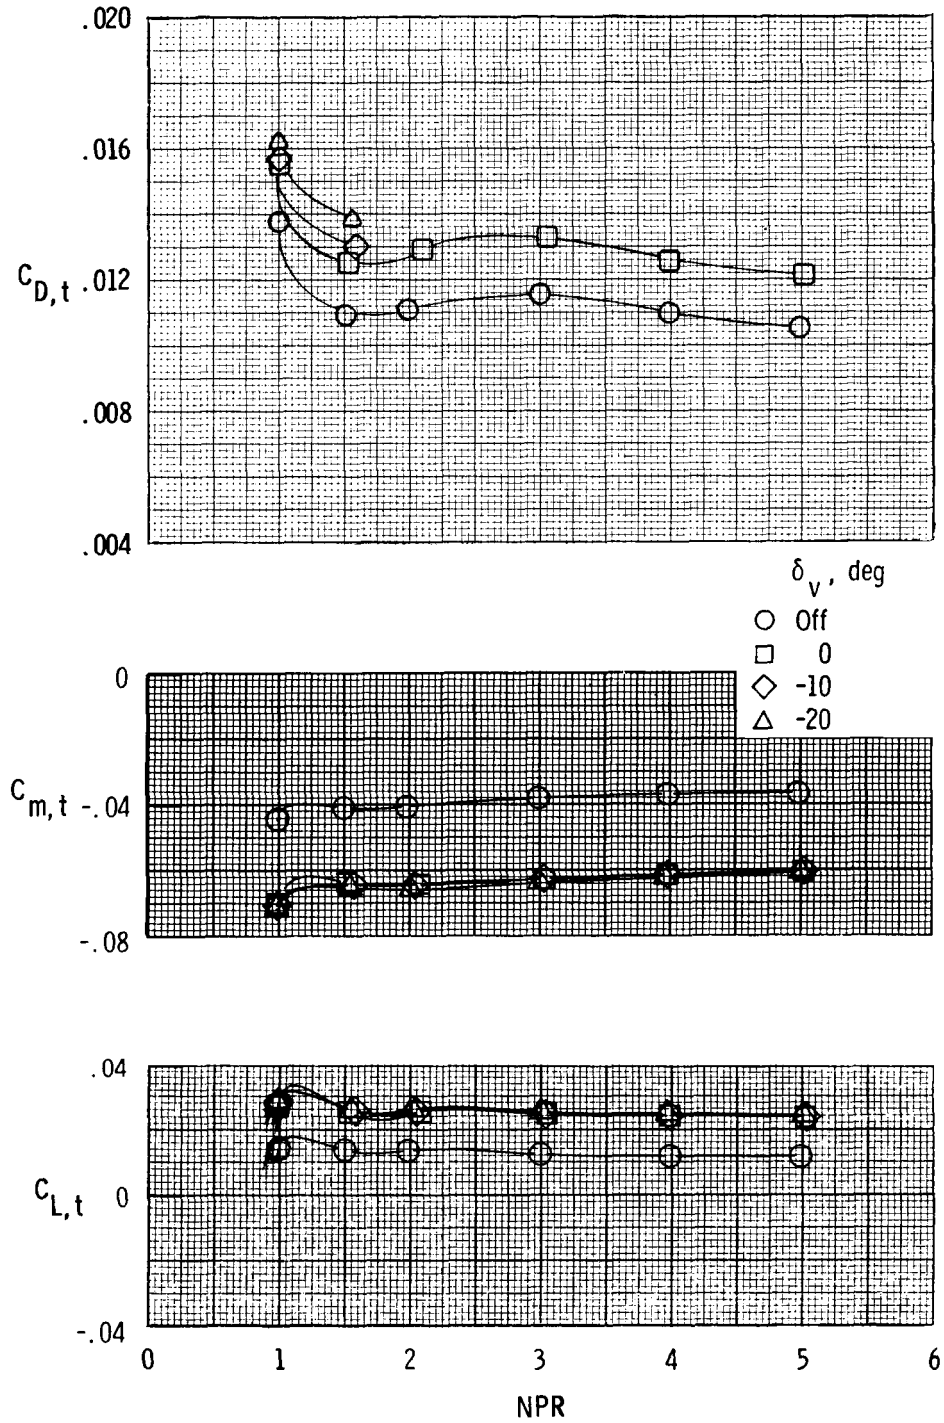 .020
.016
C_D,t .012
.008
.004
δ_v, deg
Off
0
-10
-20
0
C_m,t -.04
-.08
.04
C_L,t 0
-.04
0 1 2 3 4 5 6
NPR